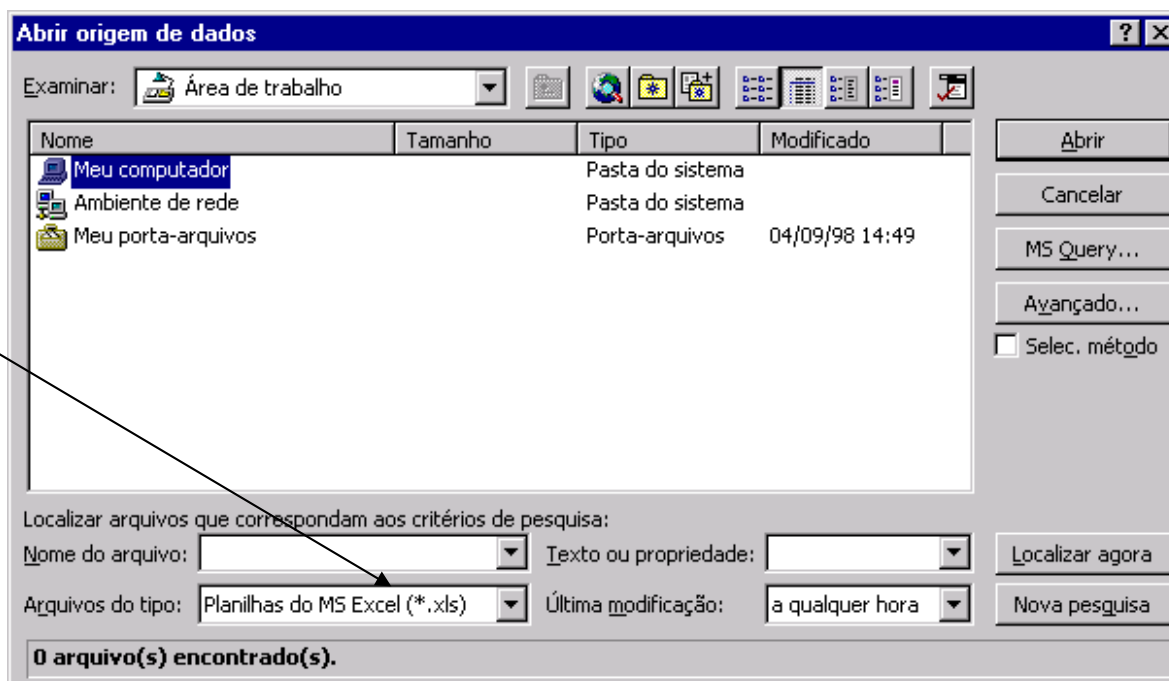 Abrir origem de dados
Examinar: Área de trabalho
Nome Tamanho Tipo Modificado
Meu computador Pasta do sistema
Ambiente de rede Pasta do sistema
Meu porta-arquivos Porta-arquivos 04/09/98 14:49
Abrir
Cancelar
MS Query...
Avançado...
Selec. método
Localizar arquivos que correspondam aos critérios de pesquisa:
Nome do arquivo: Texto ou propriedade: Localizar agora
Arquivos do tipo: Planilhas do MS Excel (*.xls) Última modificação: a qualquer hora Nova pesquisa
0 arquivo(s) encontrado(s).